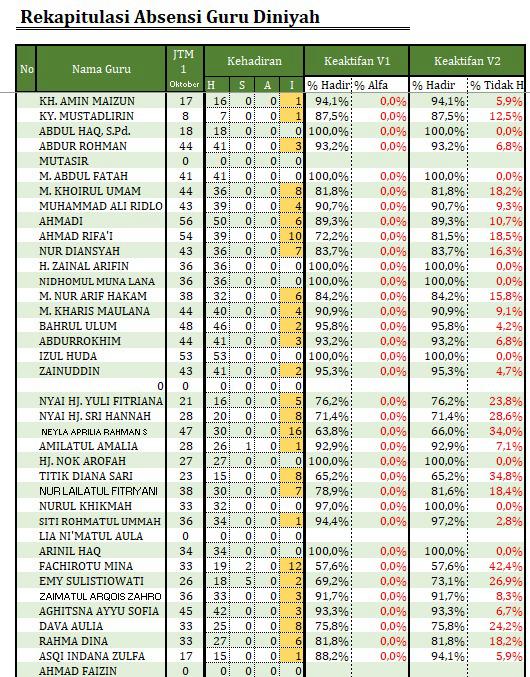 Rekapitulasi Absensi Guru Diniyah
No Nama Guru JTM 1 Oktober Kehadiran Keaktifan V1 Keaktifan V2
H S A I % Hadir % Alfa % Hadir % Tidak H
KH. AMIN MAIZUN 17 16 0 0 1 94,1% 0,0% 94,1% 5,9%
KY. MUSTADLIRIN 8 7 0 0 1 87,5% 0,0% 87,5% 12,5%
ABDUL HAQ, S.Pd. 18 18 0 0 0 100,0% 0,0% 100,0% 0,0%
ABDUR ROHMAN 44 41 0 0 3 93,2% 0,0% 93,2% 6,8%
MUTASIR 0 0 0 0 0
M. ABDUL FATAH 41 41 0 0 0 100,0% 0,0% 100,0% 0,0%
M. KHOIRUL UMAM 44 36 0 0 8 81,8% 0,0% 81,8% 18,2%
MUHAMMAD ALI RIDLO 43 39 0 0 4 90,7% 0,0% 90,7% 9,3%
AHMADI 56 50 0 0 6 89,3% 0,0% 89,3% 10,7%
AHMAD RIFA'I 54 39 0 0 10 72,2% 0,0% 81,5% 18,5%
NUR DIANSYAH 43 36 0 0 7 83,7% 0,0% 83,7% 16,3%
H. ZAINAL ARIFIN 36 36 0 0 0 100,0% 0,0% 100,0% 0,0%
NIDHOMUL MUNA LANA 36 36 0 0 0 100,0% 0,0% 100,0% 0,0%
M. NUR ARIF HAKAM 38 32 0 0 6 84,2% 0,0% 84,2% 15,8%
M. KHARIS MAULANA 44 40 0 0 4 90,9% 0,0% 90,9% 9,1%
BAHRUL ULUM 48 46 0 0 2 95,8% 0,0% 95,8% 4,2%
ABDURROKHIM 44 41 0 0 3 93,2% 0,0% 93,2% 6,8%
IZUL HUDA 53 53 0 0 0 100,0% 0,0% 100,0% 0,0%
ZAINUDDIN 43 41 0 0 2 95,3% 0,0% 95,3% 4,7%
0 0 0 0 0 0
NYAI HJ. YULI FITRIANA 21 16 0 0 5 76,2% 0,0% 76,2% 23,8%
NYAI HJ. SRI HANNAH 28 20 0 0 8 71,4% 0,0% 71,4% 28,6%
NEYLA APRILIA RAHMAN S 47 30 0 0 16 63,8% 0,0% 66,0% 34,0%
AMILATUL AMALIA 28 26 1 0 1 92,9% 0,0% 92,9% 7,1%
HJ. NOK AROFAH 27 27 0 0 0 100,0% 0,0% 100,0% 0,0%
TITIK DIANA SARI 23 15 0 0 8 65,2% 0,0% 65,2% 34,8%
NUR LAILATUL FITRIYANI 38 30 0 0 7 78,9% 0,0% 81,6% 18,4%
NURUL KHIKMAH 33 32 0 0 0 97,0% 0,0% 100,0% 0,0%
SITI ROHMATUL UMMAH 36 34 0 0 1 94,4% 0,0% 97,2% 2,8%
LIA NI'MATUL AULA 0 0 0 0 0
ARINIL HAQ 34 34 0 0 0 100,0% 0,0% 100,0% 0,0%
FACHIROTU MINA 33 19 2 0 12 57,6% 0,0% 57,6% 42,4%
EMY SULISTIOWATI 26 18 5 0 2 69,2% 0,0% 73,1% 26,9%
ZAIMATUL ARQOIS ZAHRO 36 33 0 0 3 91,7% 0,0% 91,7% 8,3%
AGHITSNA AYYU SOFIA 45 42 0 0 3 93,3% 0,0% 93,3% 6,7%
DAVA AULIA 33 25 0 0 8 75,8% 0,0% 75,8% 24,2%
RAHMA DINA 33 27 0 0 6 81,8% 0,0% 81,8% 18,2%
ASQI INDANA ZULFA 17 15 0 0 1 88,2% 0,0% 94,1% 5,9%
AHMAD FAIZIN 0 0 0 0 0